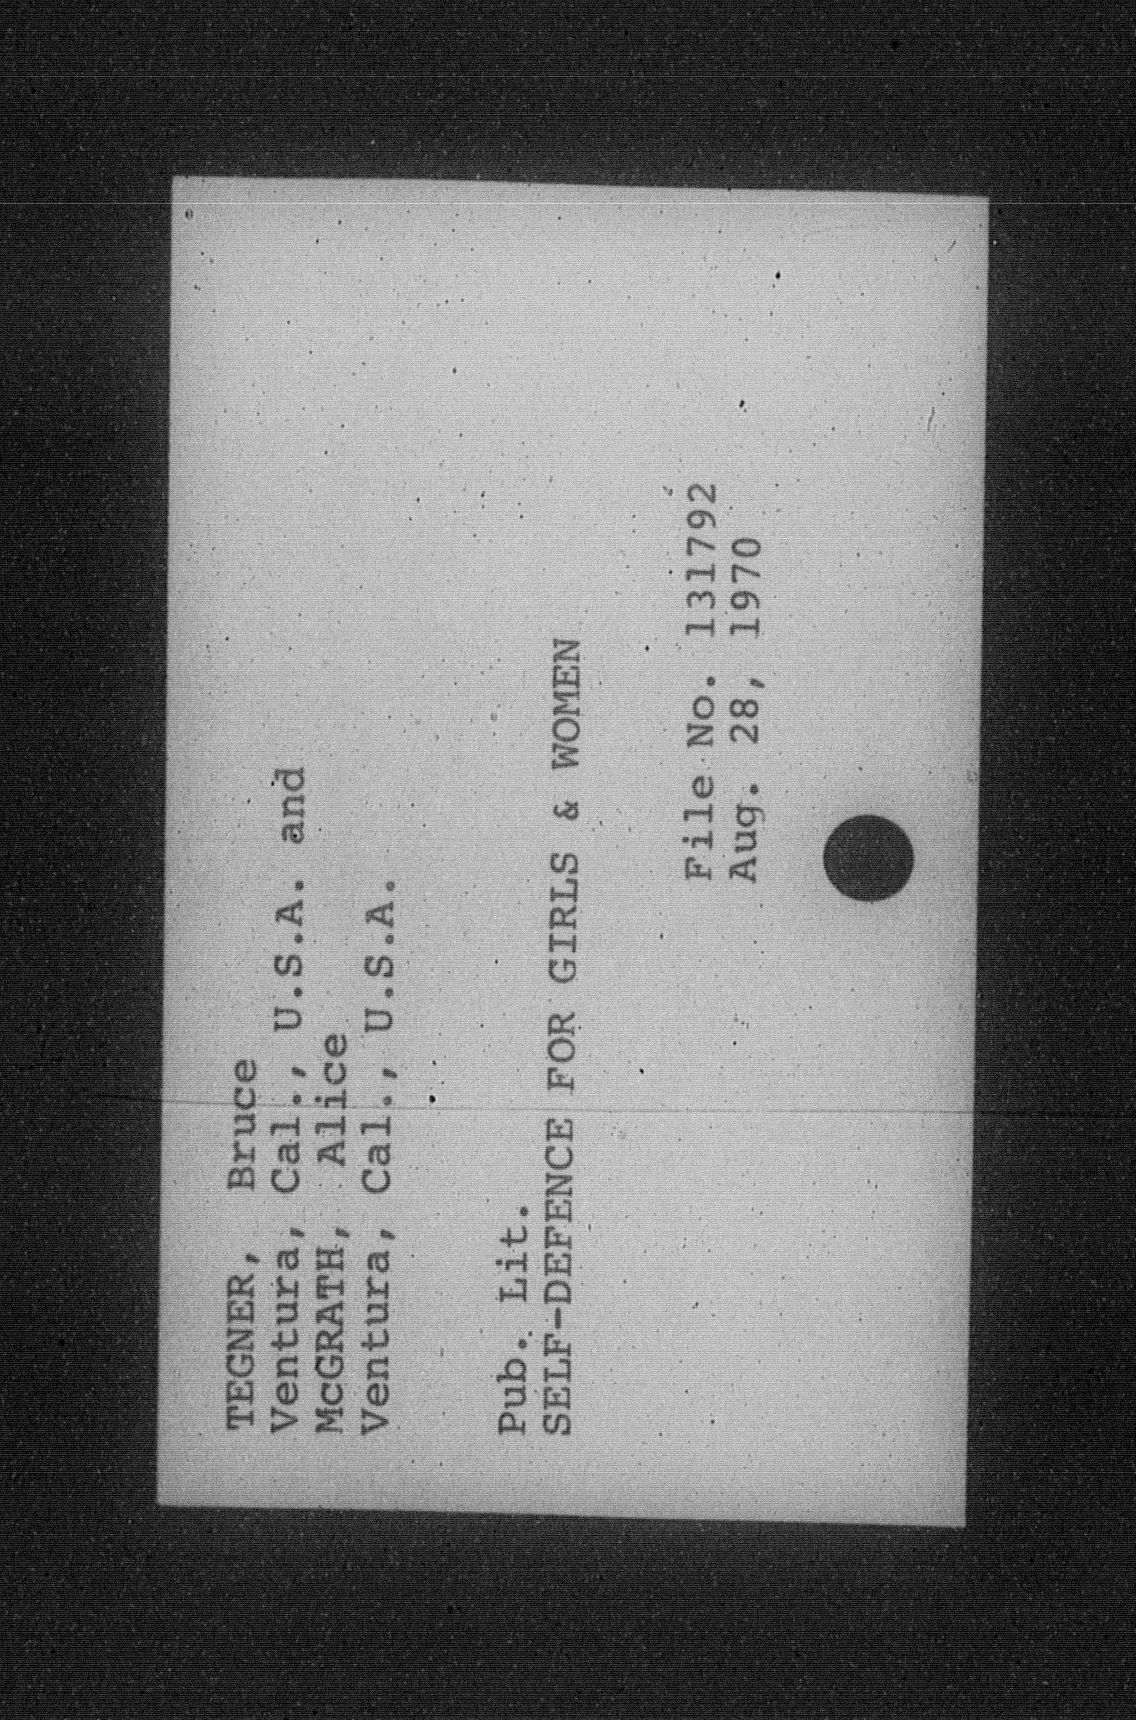 TEGNER, Bruce
Ventura, Cal., U.S.A. and
McGRATH, Alice
Ventura, Cal., U.S.A.
Pub. Lit.
SELF-DEFENCE FOR GIRLS & WOMEN
File No. 131792
Aug. 28, 1970